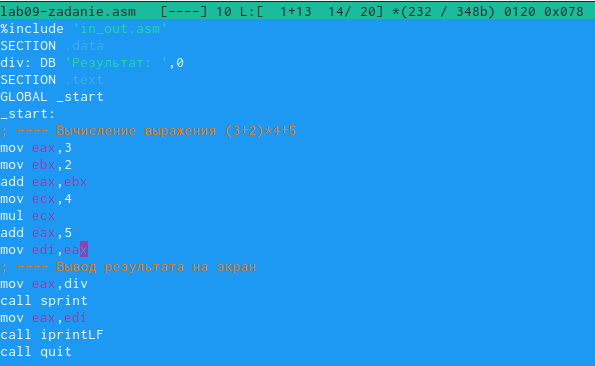 lab09-zadanie.asm   [----] 10 L:[  1+13  14/ 20] *(232 / 348b) 0120 0x078
%include 'in_out.asm'
SECTION .data
div: DB 'Результат: ',0
SECTION .text
GLOBAL _start
_start:
; ---- Вычисление выражения (3+2)*4+5
mov eax,3
mov ebx,2
add eax,ebx
mov ecx,4
mul ecx
add eax,5
mov edi,eax
; ---- Вывод результата на экран
mov eax,div
call sprint
mov eax,edi
call iprintLF
call quit